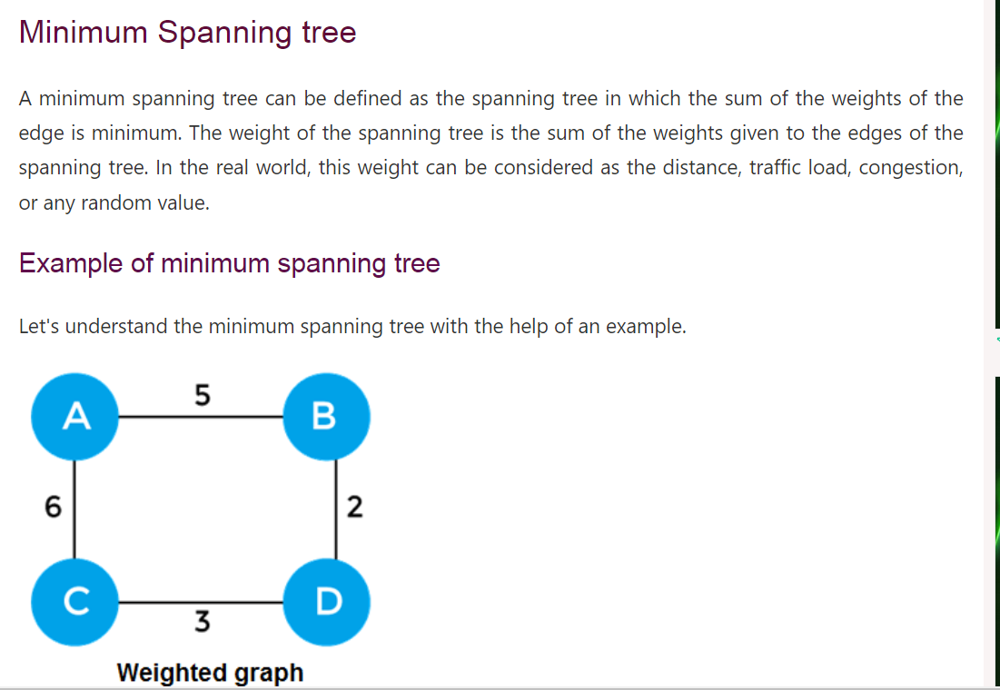 Minimum Spanning tree
A minimum spanning tree can be defined as the spanning tree in which the sum of the weights of the
edge is minimum. The weight of the spanning tree is the sum of the weights given to the edges of the
spanning tree. In the real world, this weight can be considered as the distance, traffic load, congestion,
or any random value.
Example of minimum spanning tree
Let's understand the minimum spanning tree with the help of an example.
5
A B
6 2
C D
3
Weighted graph